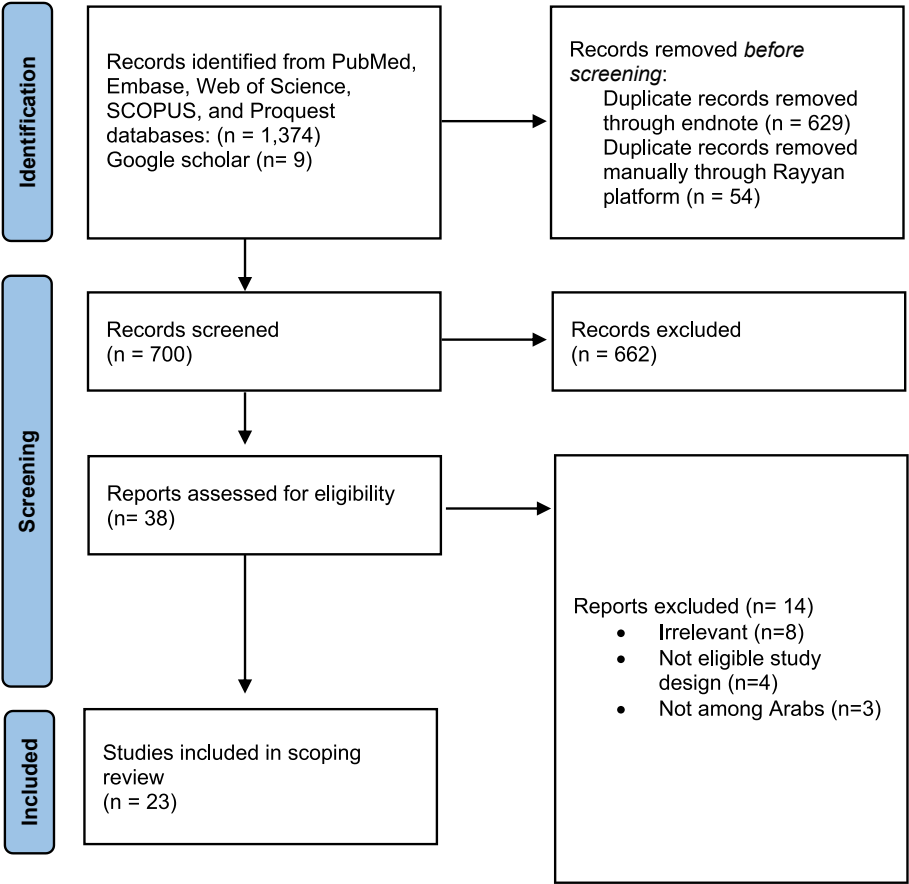 Identification
Records identified from PubMed,
Embase, Web of Science,
SCOPUS, and Proquest
databases: (n = 1,374)
Google scholar (n= 9)
Records removed before
screening:
Duplicate records removed
through endnote (n = 629)
Duplicate records removed
manually through Rayyan
platform (n = 54)
Screening
Records screened
(n = 700)
Records excluded
(n = 662)
Reports assessed for eligibility
(n= 38)
Reports excluded (n= 14)
• Irrelevant (n=8)
• Not eligible study
design (n=4)
• Not among Arabs (n=3)
Included
Studies included in scoping
review
(n = 23)